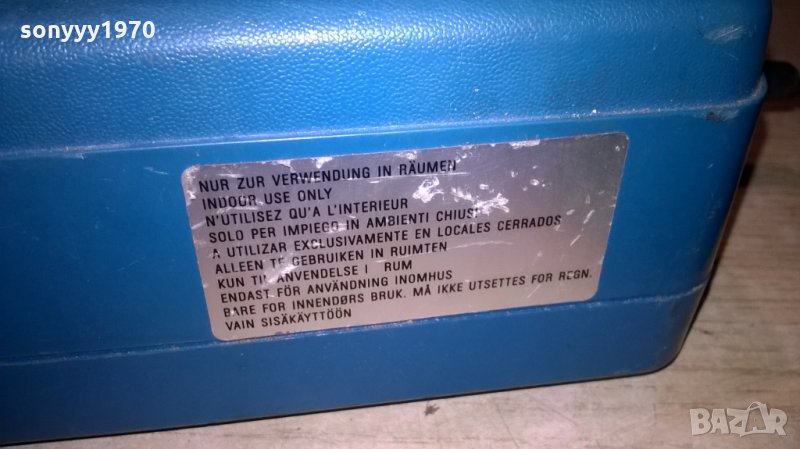 sonyyy1970
NUR ZUR VERWENDUNG IN RÄUMEN
INDOOR USE ONLY
N'UTILISEZ QU'A L'INTERIEUR
SOLO PER IMPIEGO IN AMBIENTI CHIUSI
A UTILIZAR EXCLUSIVAMENTE EN LOCALES CERRADOS
ALLEEN TE GEBRUIKEN IN RUIMTEN
KUN TIL ANVENDELSE I RUM
ENDAST FÖR ANVÄNDNING INOMHUS
BARE FOR INNENDØRS BRUK. MÅ IKKE UTSETTES FOR REGN.
VAIN SISÄKÄYTTÖÖN
BAZAR